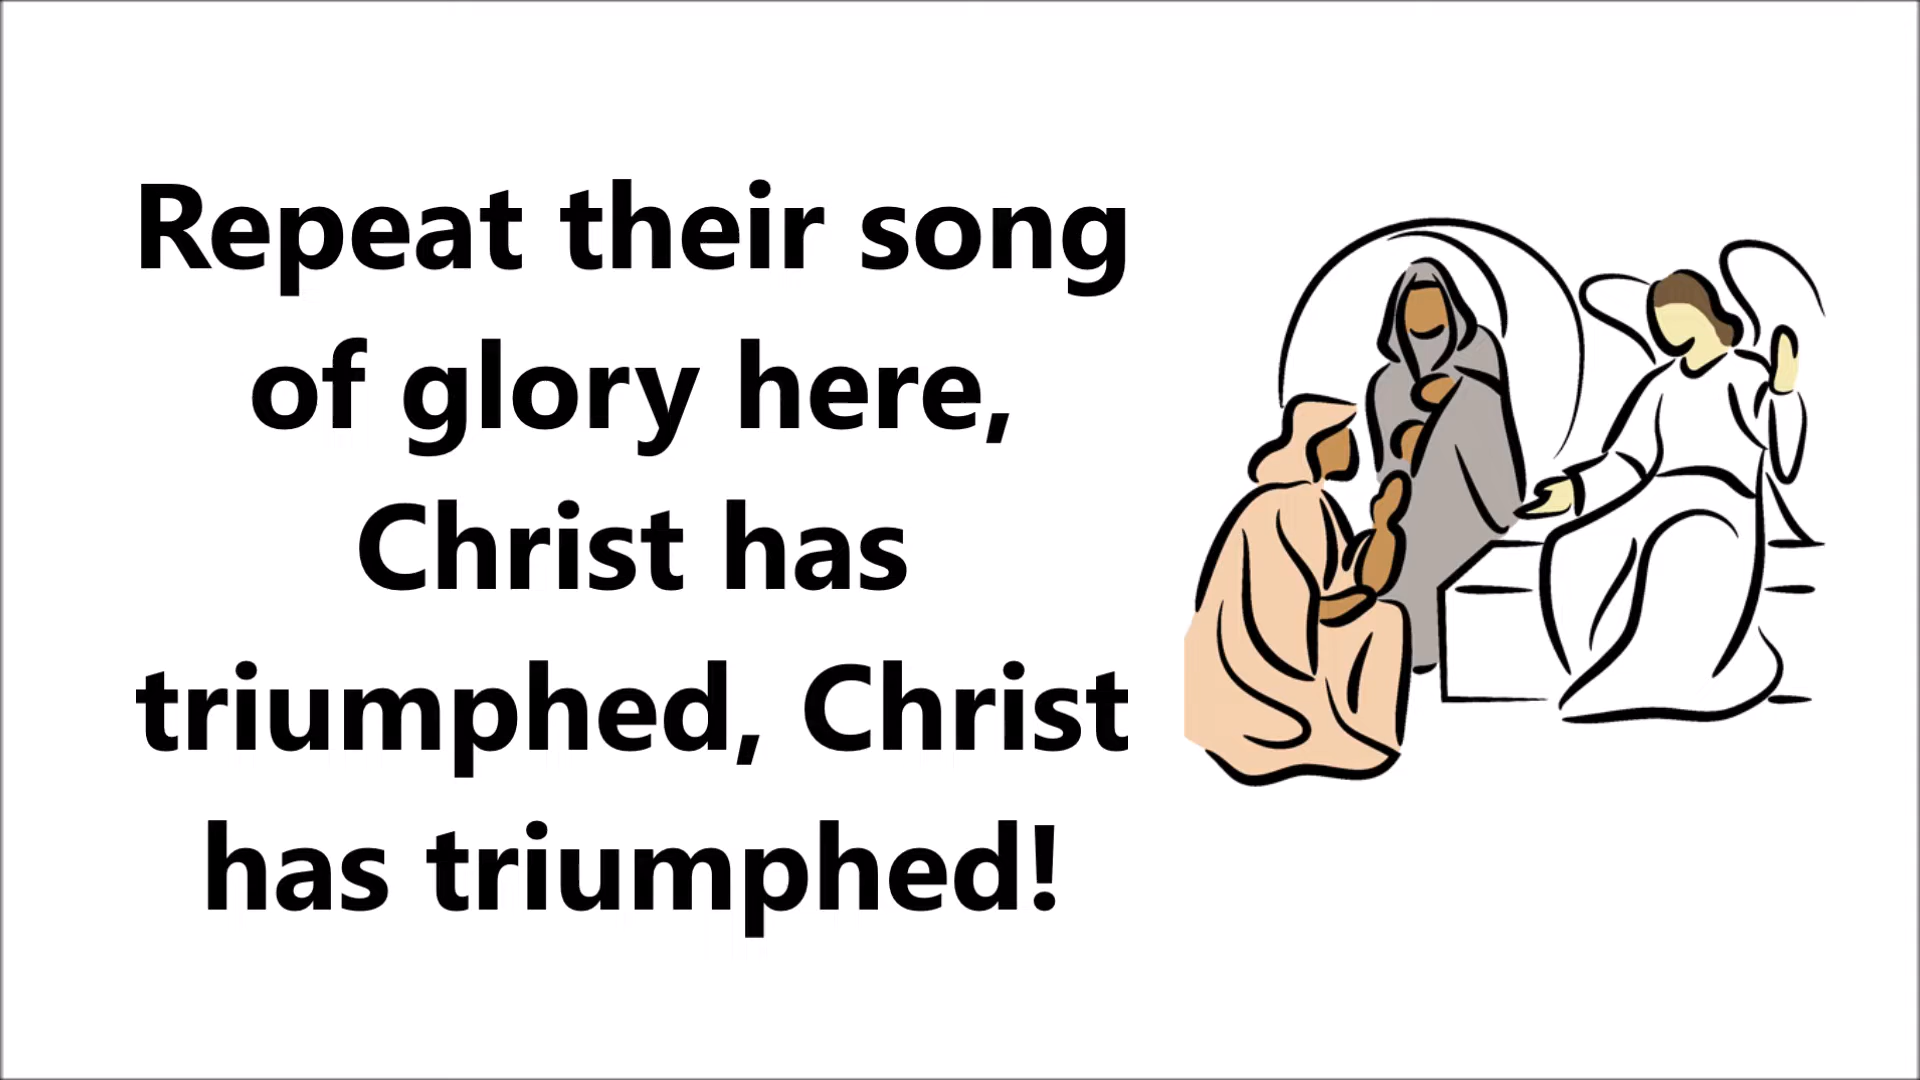 Repeat their song
of glory here,
Christ has
triumphed, Christ
has triumphed!